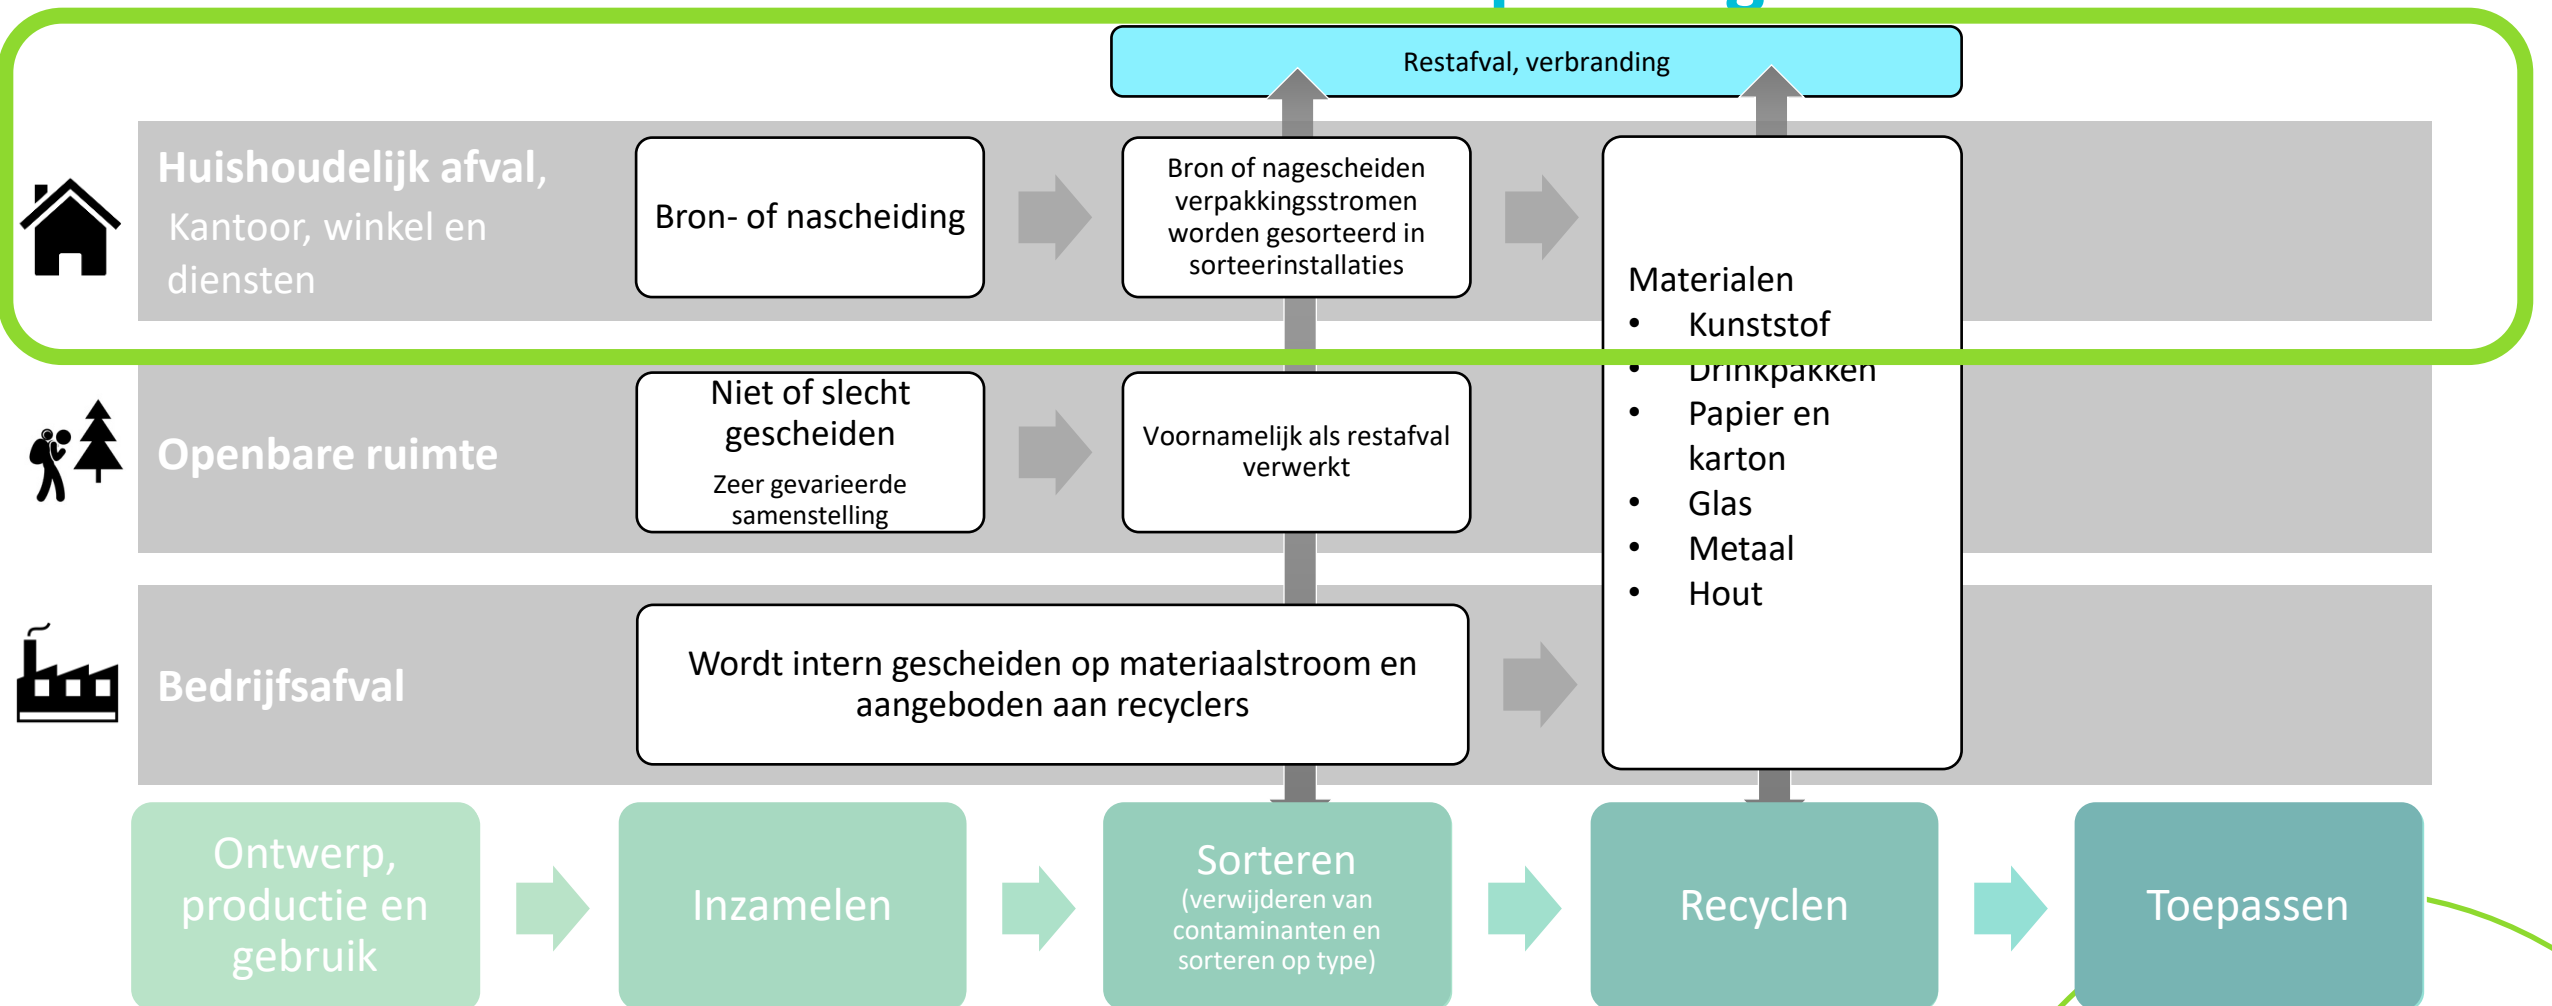 Restafval, verbranding
Huishoudelijk afval,
Kantoor, winkel en
diensten
Bron- of nascheiding
Bron of nagescheiden
verpakkingsstromen
worden gesorteerd in
sorteerinstallaties
Materialen
• Kunststof
• Drinkpakken
• Papier en
karton
• Glas
• Metaal
• Hout
Openbare ruimte
Niet of slecht
gescheiden
Zeer gevarieerde
samenstelling
Voornamelijk als restafval
verwerkt
Bedrijfsafval
Wordt intern gescheiden op materiaalstroom en
aangeboden aan recyclers
Ontwerp,
productie en
gebruik
Inzamelen
Sorteren
(verwijderen van
contaminanten en
sorteren op type)
Recyclen
Toepassen